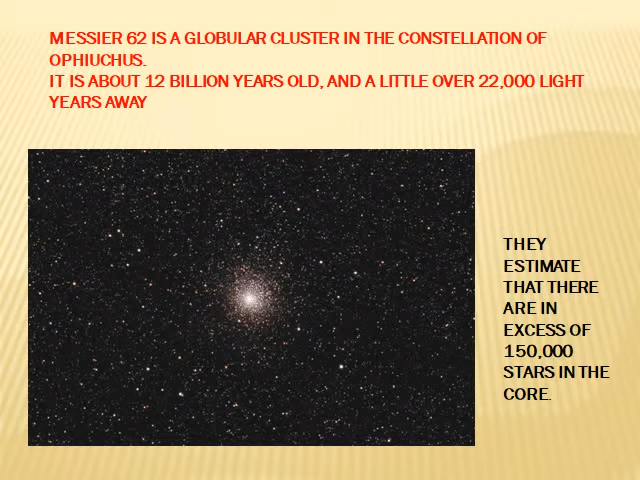 MESSIER 62 IS A GLOBULAR CLUSTER IN THE CONSTELLATION OF
OPHIUCHUS.
IT IS ABOUT 12 BILLION YEARS OLD, AND A LITTLE OVER 22,000 LIGHT
YEARS AWAY
THEY
ESTIMATE
THAT THERE
ARE IN
EXCESS OF
150,000
STARS IN THE
CORE.